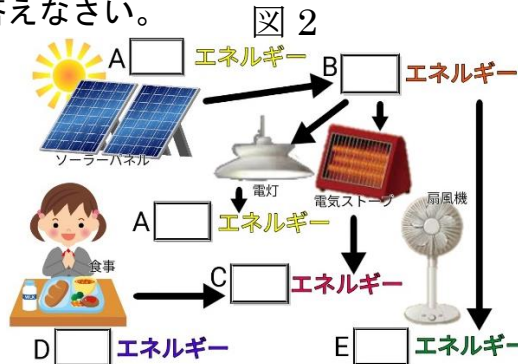 答えなさい。
図2
A エネルギー
B エネルギー
ソーラーパネル
電灯
電気ストーブ
扇風機
A エネルギー
食事
MILK
C エネルギー
D エネルギー
E エネルギー